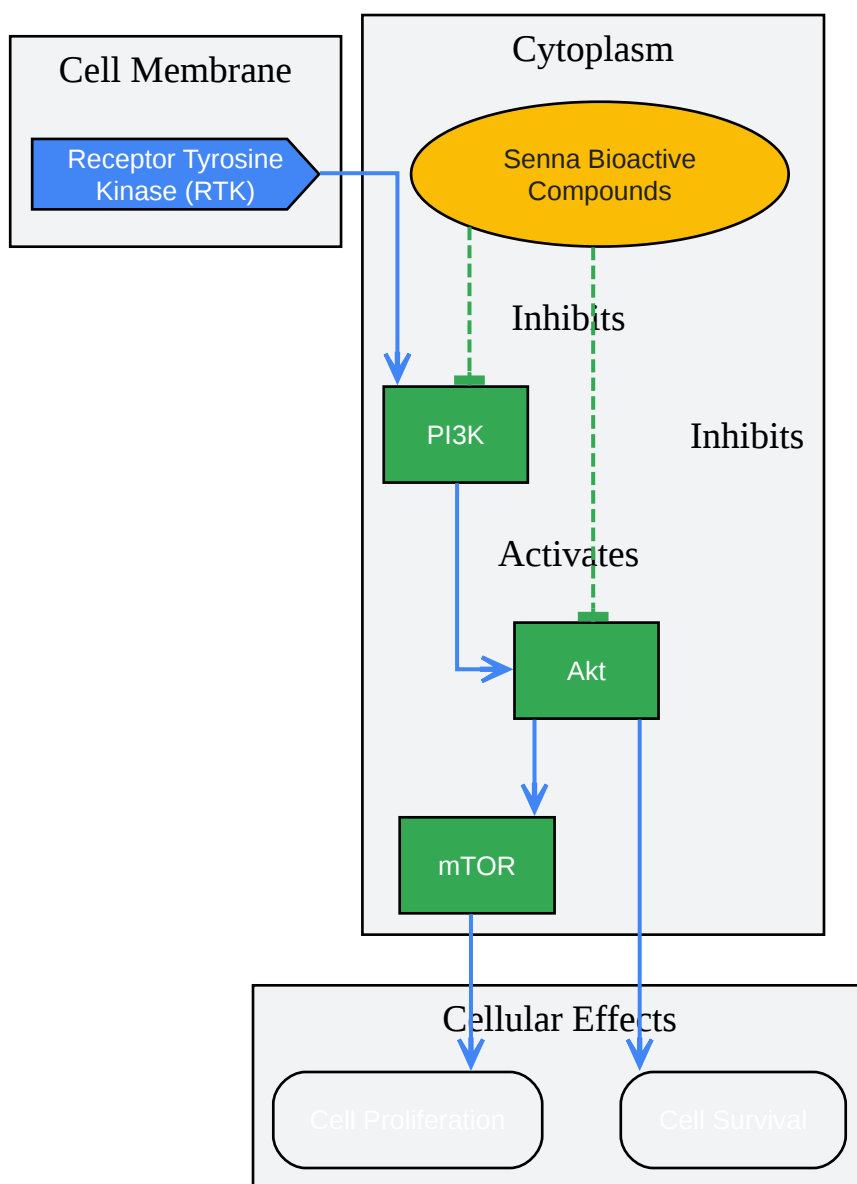 Cell Membrane
Receptor Tyrosine
Kinase (RTK)
Cytoplasm
Senna Bioactive
Compounds
Inhibits
Inhibits
PI3K
Activates
Akt
mTOR
Cellular Effects
Cell Proliferation
Cell Survival